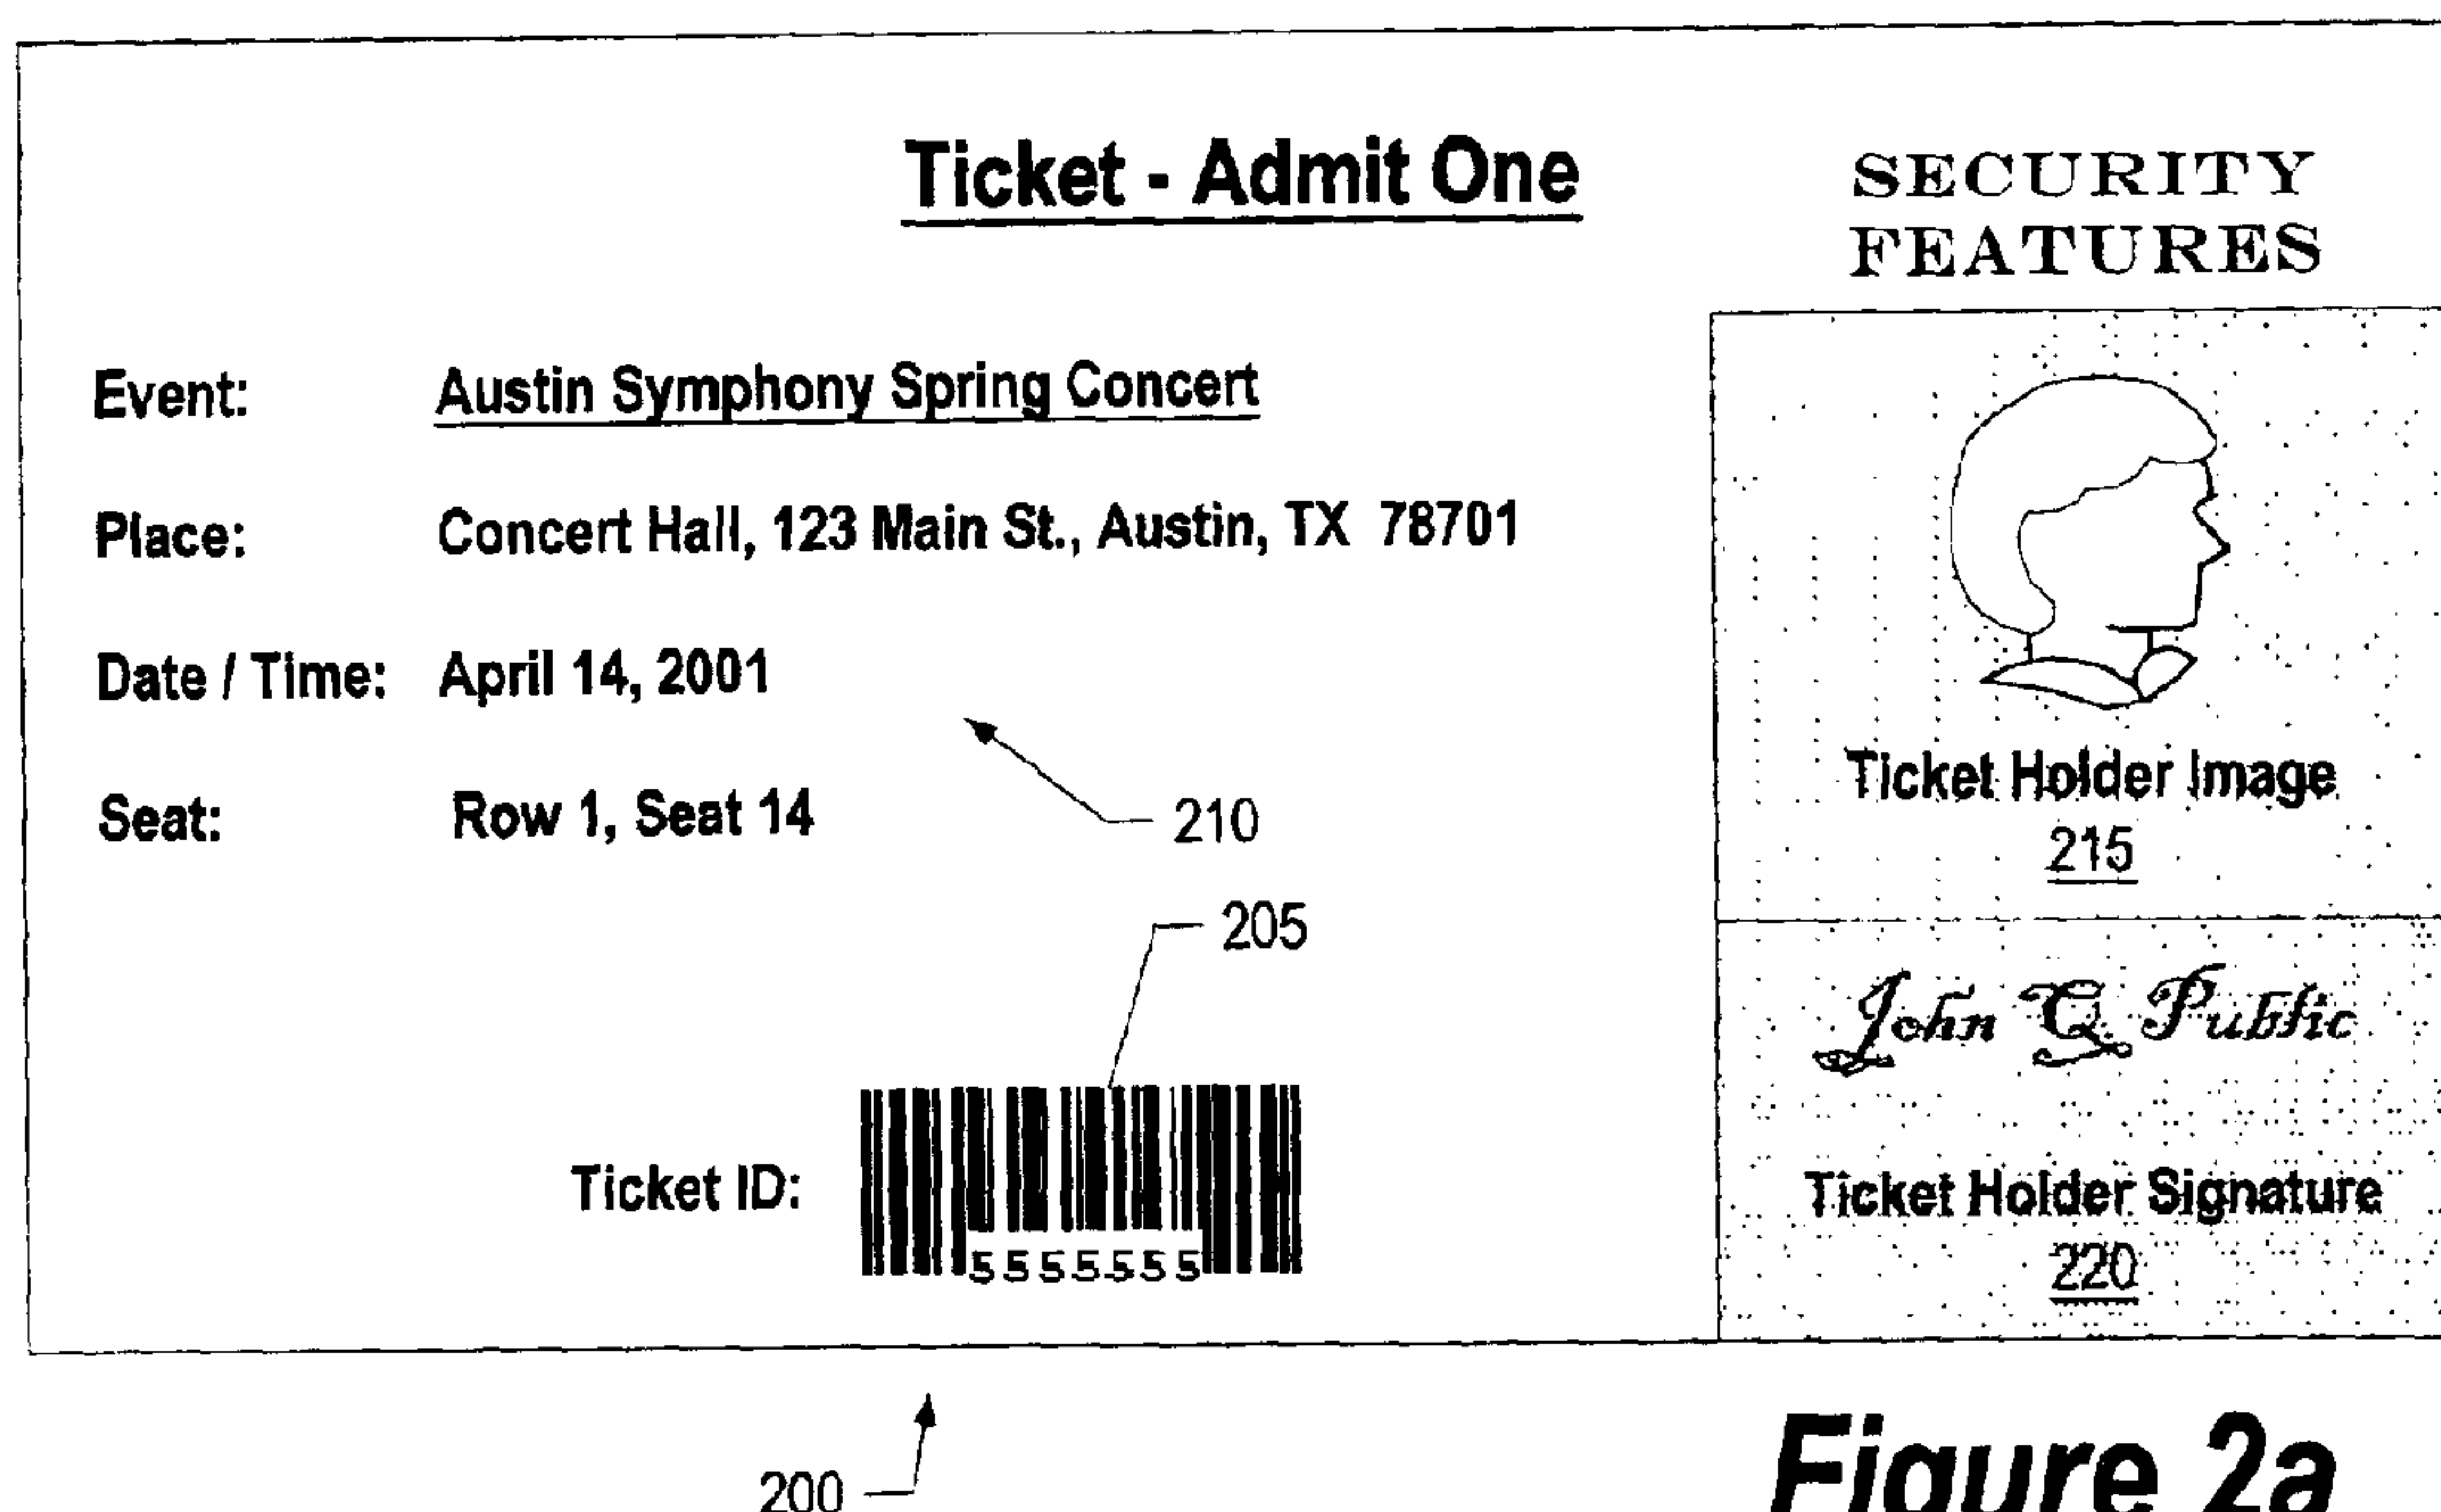 Ticket - Admit One
SECURITY
FEATURES
Event: Austin Symphony Spring Concert
Place: Concert Hall, 123 Main St., Austin, TX 78701
Date / Time: April 14, 2001
Seat: Row 1, Seat 14
210
205
Ticket Holder Image
215
John Q. Public
Ticket Holder Signature
220
Ticket ID:
5555555
200
Figure 2a